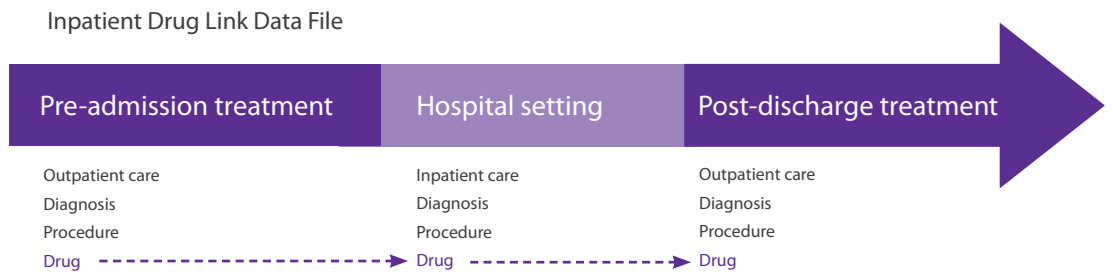 Inpatient Drug Link Data File
Pre-admission treatment
Hospital setting
Post-discharge treatment
Outpatient care
Diagnosis
Procedure
Drug
Inpatient care
Diagnosis
Procedure
Drug
Outpatient care
Diagnosis
Procedure
Drug